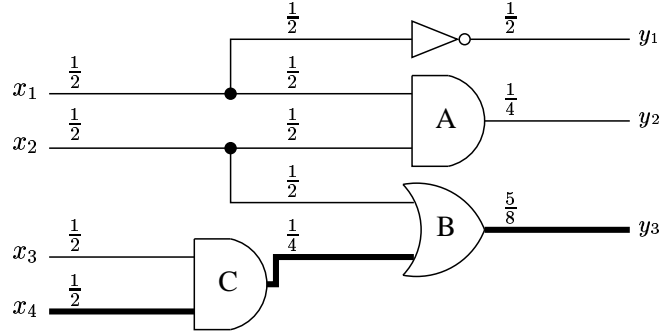 1/2 1/2
y₁
1/2 1/2
x₁ A 1/4 y₂
1/2 1/2
x₂
1/2 5/8
B y₃
1/2 1/4
x₃
1/2 C
x₄